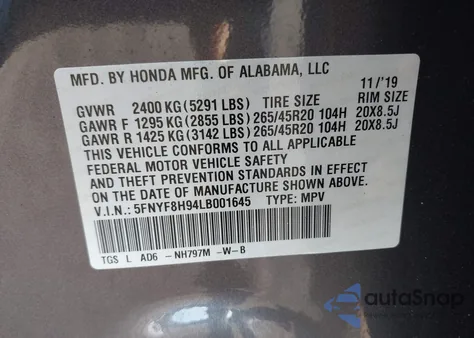 MFD. BY HONDA MFG. OF ALABAMA, LLC
11/'19
GVWR 2400 KG (5291 LBS) TIRE SIZE RIM SIZE
GAWR F 1295 KG (2855 LBS) 265/45R20 104H 20X8.5J
GAWR R 1425 KG (3142 LBS) 265/45R20 104H 20X8.5J
THIS VEHICLE CONFORMS TO ALL APPLICABLE
FEDERAL MOTOR VEHICLE SAFETY
AND THEFT PREVENTION STANDARDS IN EFFECT
ON THE DATE OF MANUFACTURE SHOWN ABOVE.
V.I.N.: 5FNYF8H94LB001645 TYPE: MPV
TGS L AD6 -NH797M -W-B
autoSnap